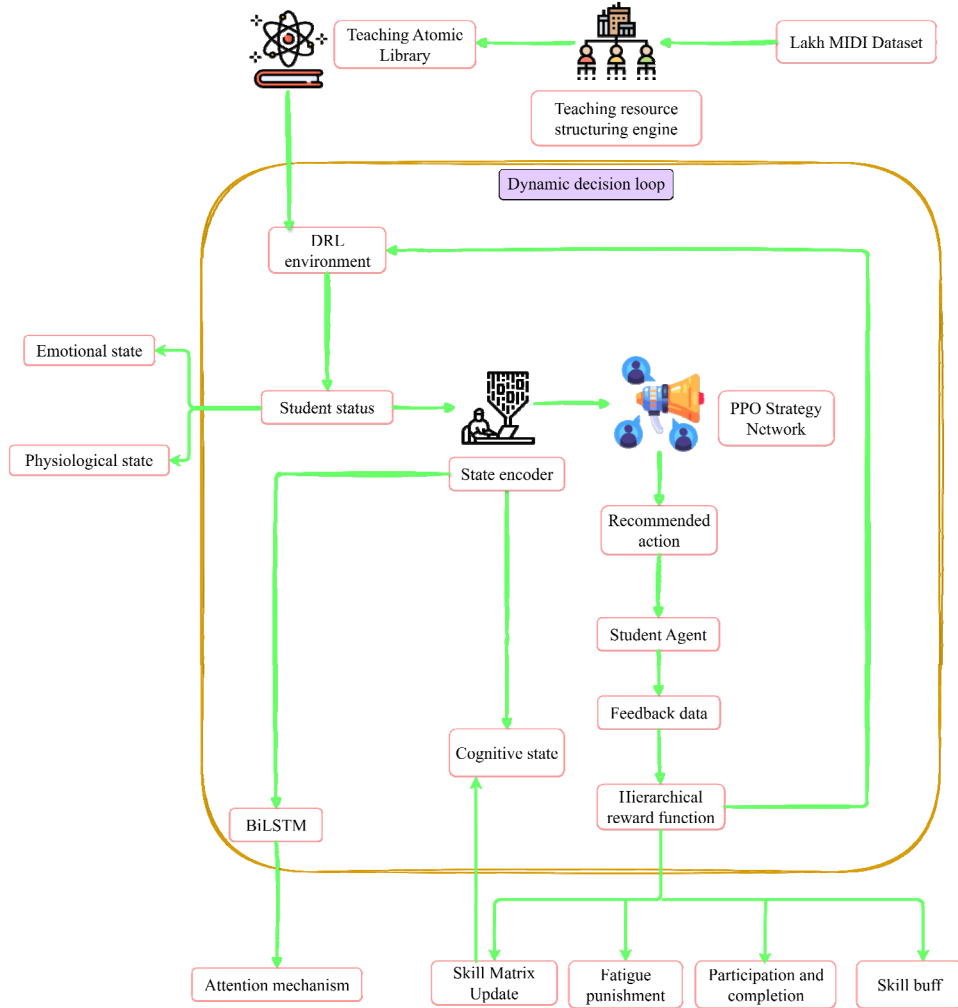 Teaching Atomic
Library
Lakh MIDI Dataset
Teaching resource
structuring engine
Dynamic decision loop
DRL
environment
Emotional state
Student status
PPO Strategy
Network
Physiological state
State encoder
Recommended
action
Student Agent
Feedback data
Cognitive state
Hierarchical
reward function
BiLSTM
Attention mechanism
Skill Matrix
Update
Fatigue
punishment
Participation and
completion
Skill buff